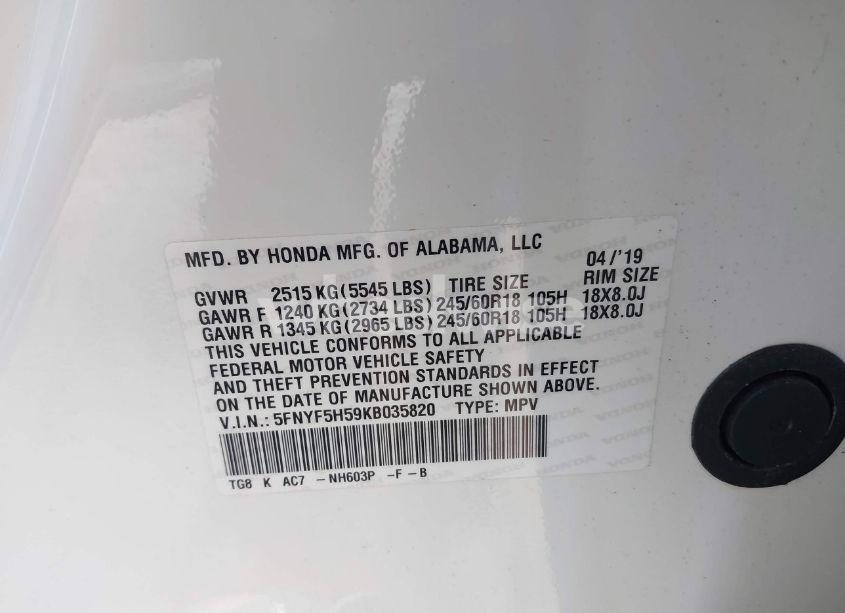 MFD. BY HONDA MFG. OF ALABAMA, LLC 04/'19
GVWR 2515 KG(5545 LBS) TIRE SIZE RIM SIZE
GAWR F 1240 KG(2734 LBS) 245/60R18 105H 18X8.0J
GAWR R 1345 KG(2965 LBS) 245/60R18 105H 18X8.0J
THIS VEHICLE CONFORMS TO ALL APPLICABLE
FEDERAL MOTOR VEHICLE SAFETY
AND THEFT PREVENTION STANDARDS IN EFFECT
ON THE DATE OF MANUFACTURE SHOWN ABOVE.
V.I.N.: 5FNYF5H59KB035820 TYPE: MPV
TG8 K AC7 -NH603P -F -B